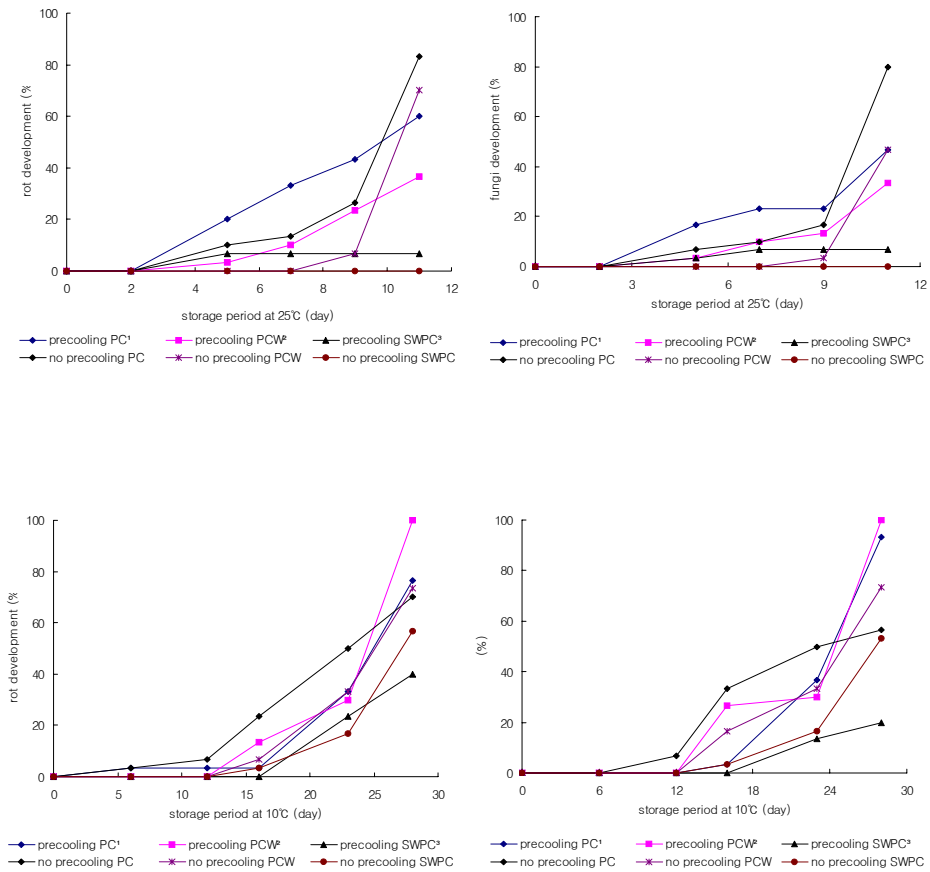 100
80
60
40
20
0
rot development (%
0 2 4 6 8 10 12
storage period at 25℃ (day)
precooling PC¹ precooling PCW² precooling SWPC³
no precooling PC no precooling PCW no precooling SWPC
100
80
60
40
20
0
fungi development (%
0 3 6 9 12
storage period at 25℃ (day)
precooling PC¹ precooling PCW² precooling SWPC³
no precooling PC no precooling PCW no precooling SWPC
100
80
60
40
20
0
rot development (%
0 5 10 15 20 25 30
storage period at 10℃ (day)
precooling PC¹ precooling PCW² precooling SWPC³
no precooling PC no precooling PCW no precooling SWPC
100
80
60
40
20
0
(%)
0 6 12 18 24 30
storage period at 10℃ (day)
precooling PC¹ precooling PCW² precooling SWPC³
no precooling PC no precooling PCW no precooling SWPC